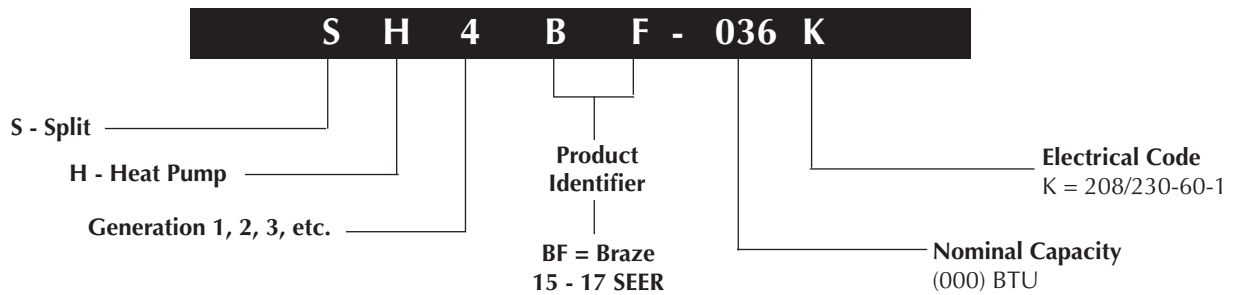 S H 4 B F - 036 K
S - Split
H - Heat Pump
Generation 1, 2, 3, etc.
Product
Identifier
BF = Braze
15 - 17 SEER
Electrical Code
K = 208/230-60-1
Nominal Capacity
(000) BTU